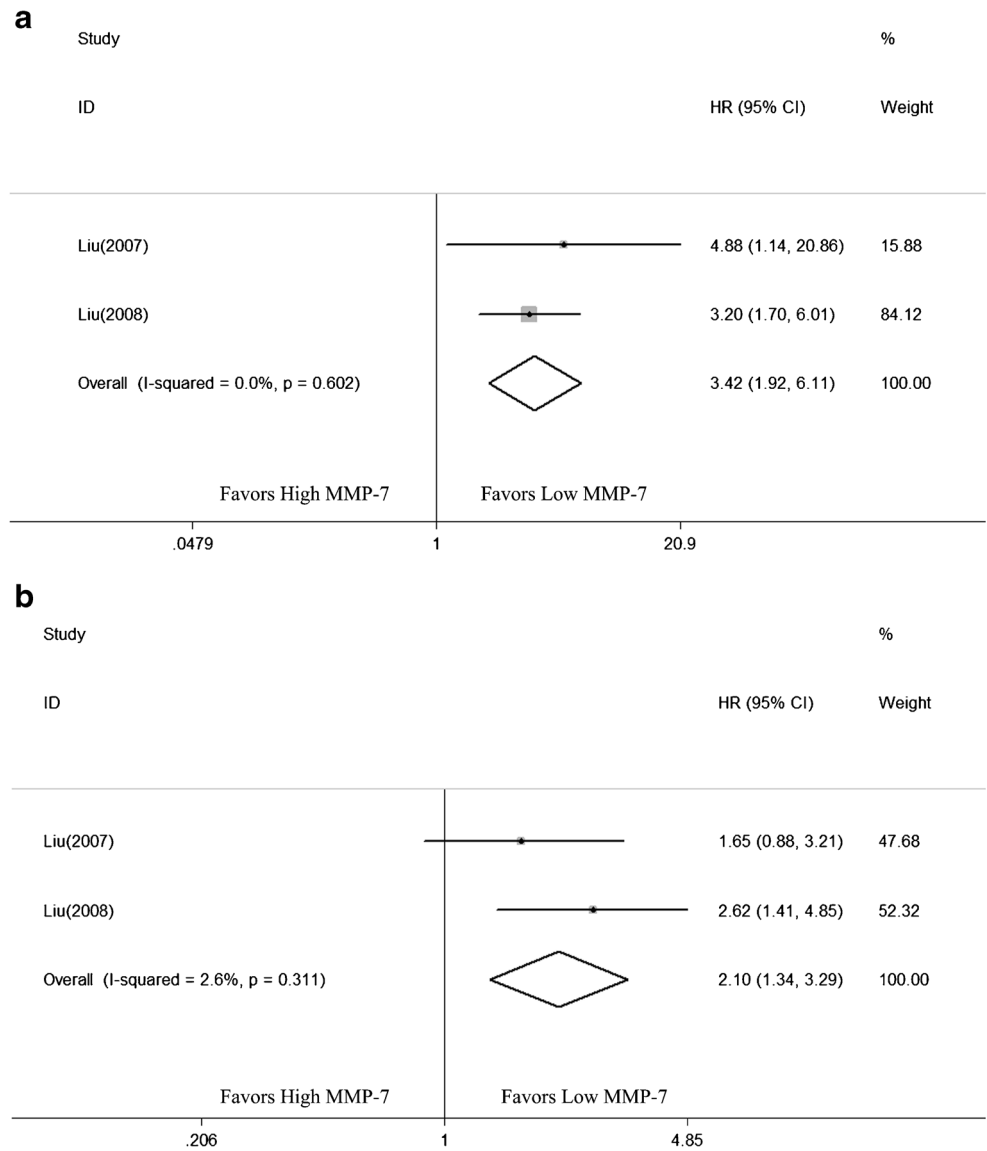 a
Study %
ID HR (95% CI) Weight
Liu(2007) 4.88 (1.14, 20.86) 15.88
Liu(2008) 3.20 (1.70, 6.01) 84.12
Overall (I-squared = 0.0%, p = 0.602) 3.42 (1.92, 6.11) 100.00
Favors High MMP-7 Favors Low MMP-7
.0479 1 20.9
b
Study %
ID HR (95% CI) Weight
Liu(2007) 1.65 (0.88, 3.21) 47.68
Liu(2008) 2.62 (1.41, 4.85) 52.32
Overall (I-squared = 2.6%, p = 0.311) 2.10 (1.34, 3.29) 100.00
Favors High MMP-7 Favors Low MMP-7
.206 1 4.85